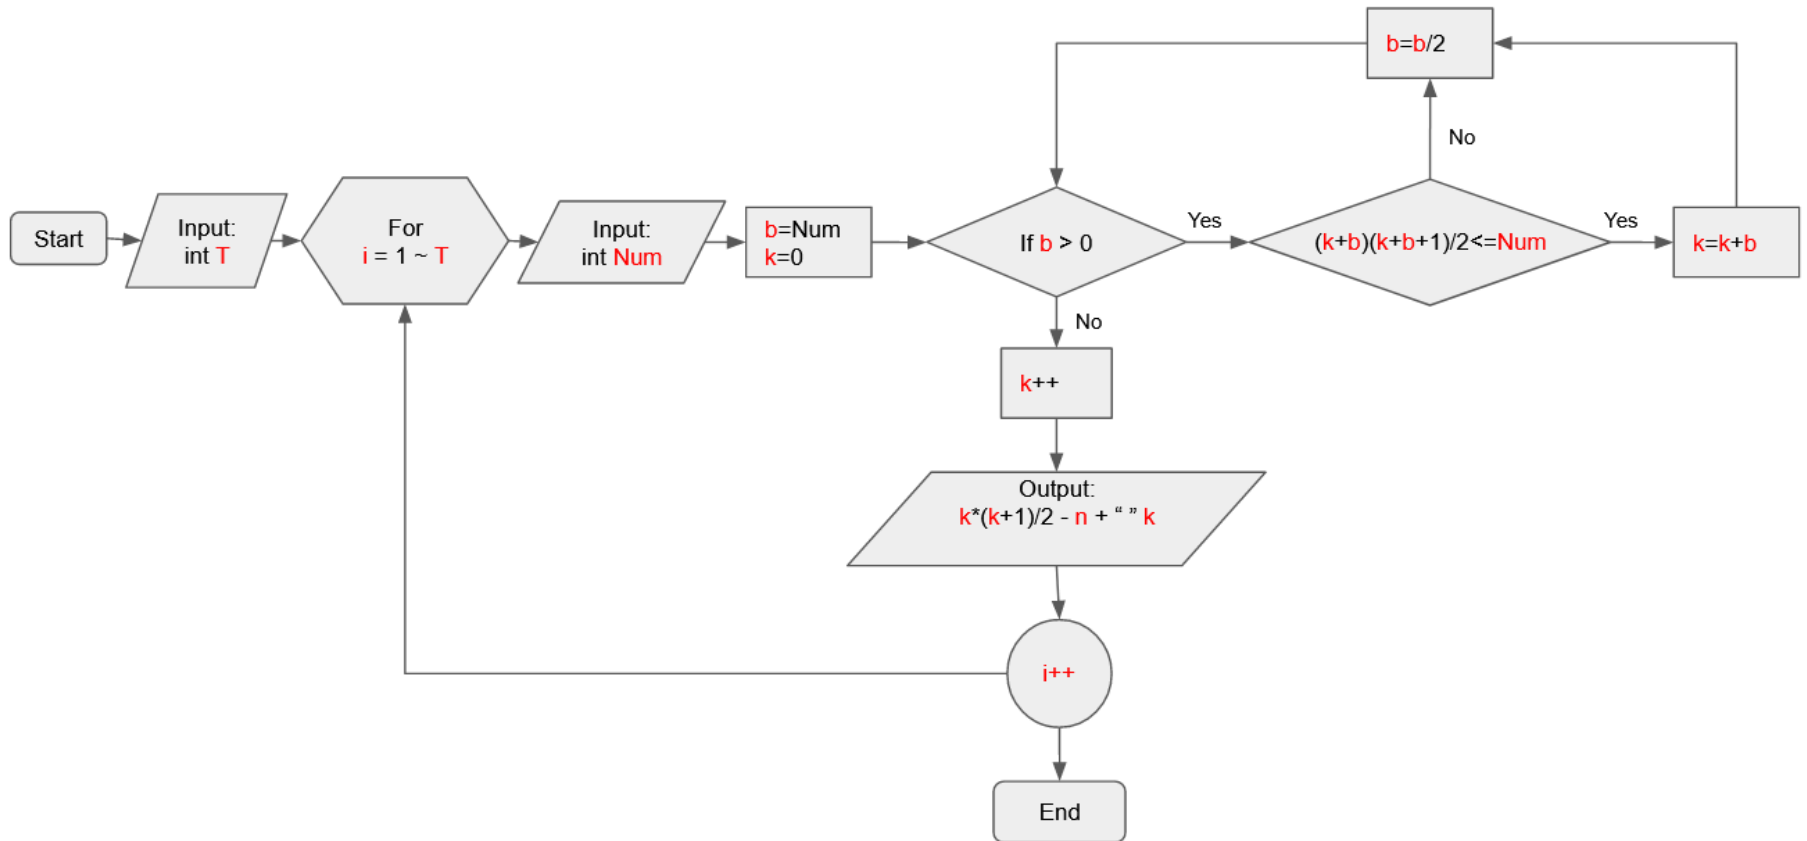 Start
Input:
int T
For
i = 1 ~ T
Input:
int Num
b=Num
k=0
If b > 0
Yes
(k+b)(k+b+1)/2<=Num
Yes
k=k+b
No
b=b/2
No
k++
Output:
k*(k+1)/2 - n + “ ” k
i++
End